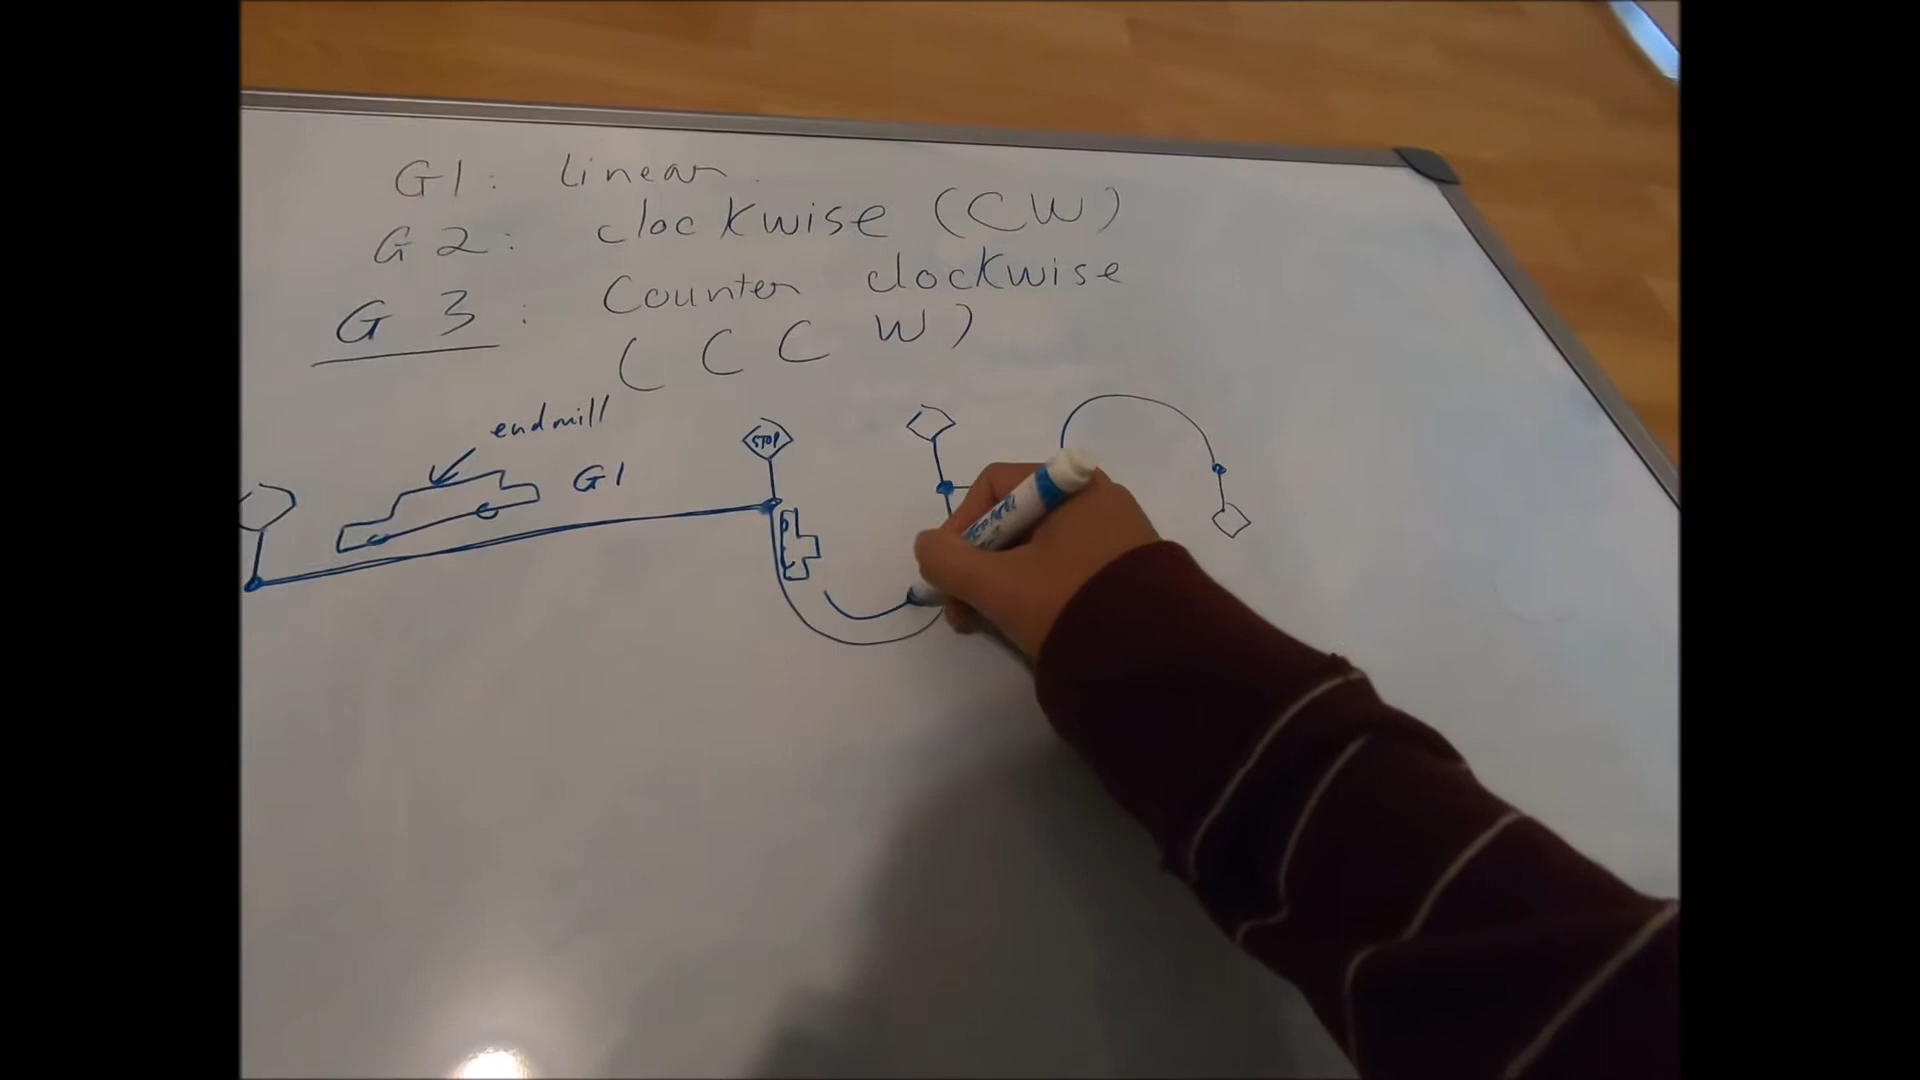 G1: Linear
G2: clockwise (CW)
G3: Counter clockwise
(CCW)
endmill
STOP
G1